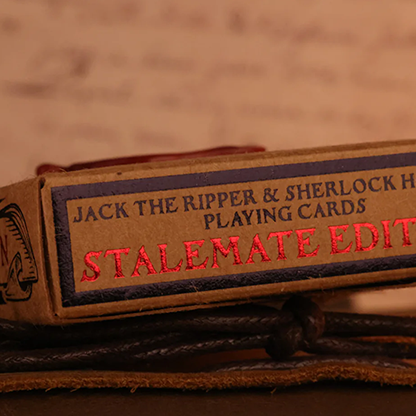 JACK THE RIPPER & SHERLOCK H
PLAYING CARDS
STALEMATE EDIT
N